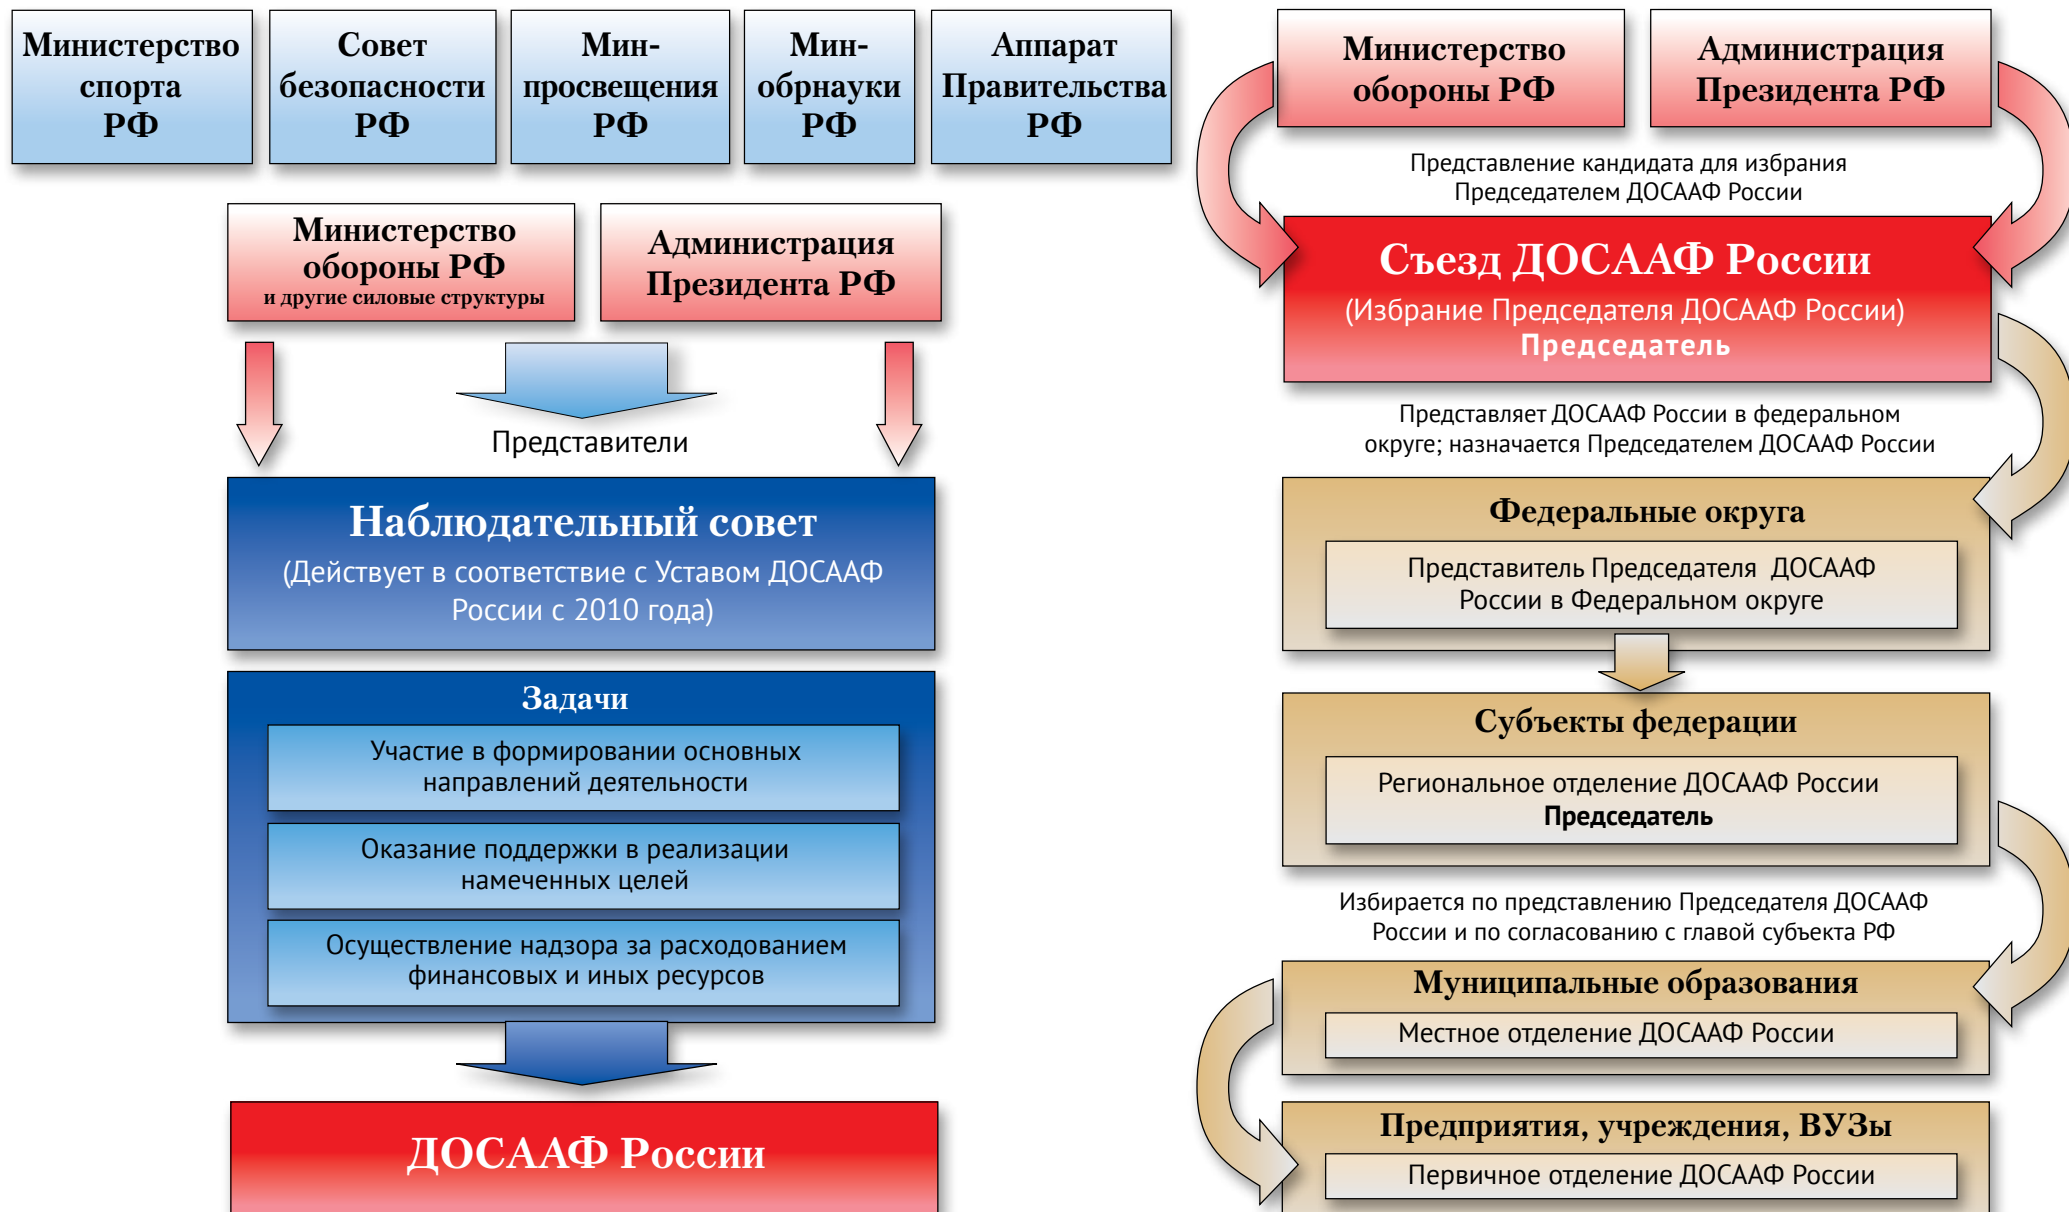 Министерство
спорта
РФ
Совет
безопасности
РФ
Мин-
просвещения
РФ
Мин-
обрнауки
РФ
Аппарат
Правительства
РФ
Министерство
обороны РФ
и другие силовые структуры
Администрация
Президента РФ
Представители
Наблюдательный совет
(Действует в соответствие с Уставом ДОСААФ
России с 2010 года)
Задачи
Участие в формировании основных
направлений деятельности
Оказание поддержки в реализации
намеченных целей
Осуществление надзора за расходованием
финансовых и иных ресурсов
ДОСААФ России
Министерство
обороны РФ
Администрация
Президента РФ
Представление кандидата для избрания
Председателем ДОСААФ России
Съезд ДОСААФ России
(Избрание Председателя ДОСААФ России)
Председатель
Представляет ДОСААФ России в федеральном
округе; назначается Председателем ДОСААФ России
Федеральные округа
Представитель Председателя ДОСААФ
России в Федеральном округе
Субъекты федерации
Региональное отделение ДОСААФ России
Председатель
Избирается по представлению Председателя ДОСААФ
России и по согласованию с главой субъекта РФ
Муниципальные образования
Местное отделение ДОСААФ России
Предприятия, учреждения, ВУЗы
Первичное отделение ДОСААФ России